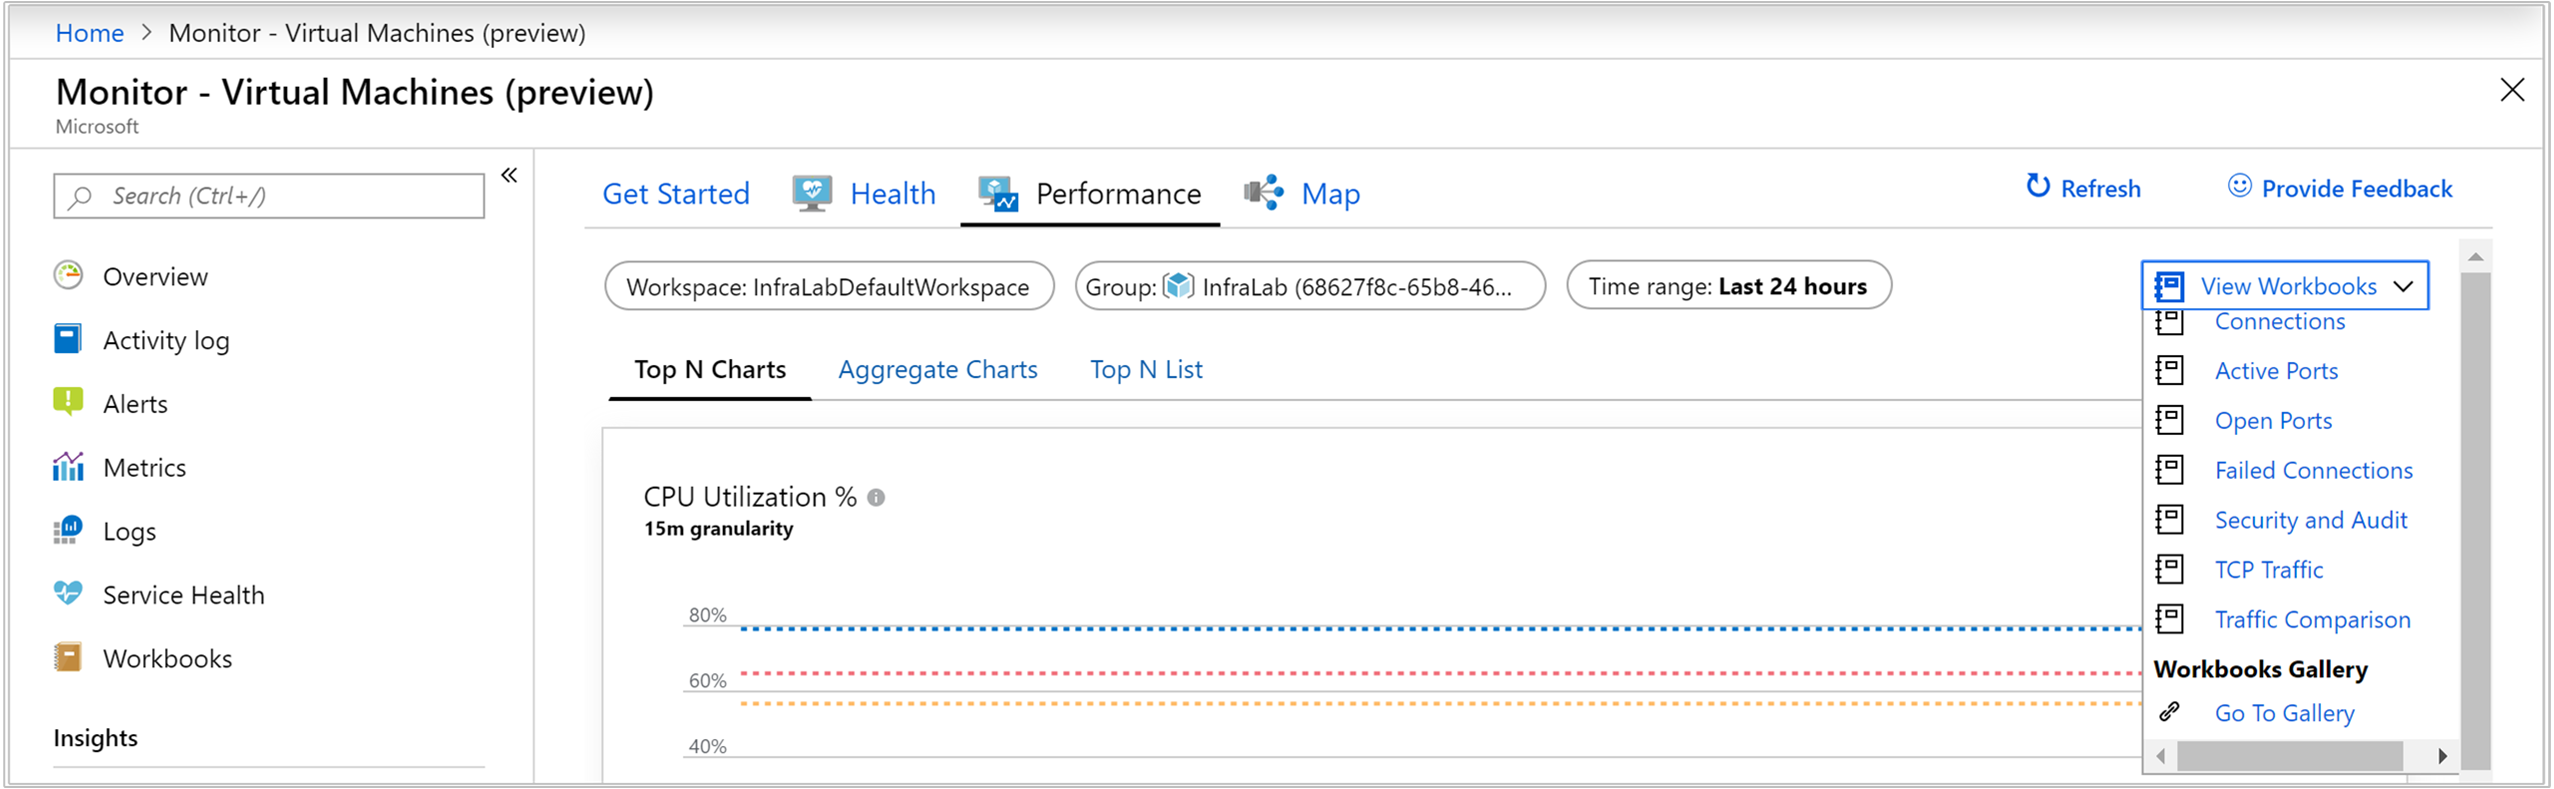 Home > Monitor - Virtual Machines (preview)
Monitor - Virtual Machines (preview)
Microsoft
Search (Ctrl+/)
«
Overview
Activity log
Alerts
Metrics
Logs
Service Health
Workbooks
Insights
Get Started Health Performance Map
Refresh Provide Feedback
Workspace: InfraLabDefaultWorkspace Group: InfraLab (68627f8c-65b8-46... Time range: Last 24 hours
View Workbooks
Connections
Active Ports
Open Ports
Failed Connections
Security and Audit
TCP Traffic
Traffic Comparison
Workbooks Gallery
Go To Gallery
Top N Charts Aggregate Charts Top N List
CPU Utilization %
15m granularity
80%
60%
40%